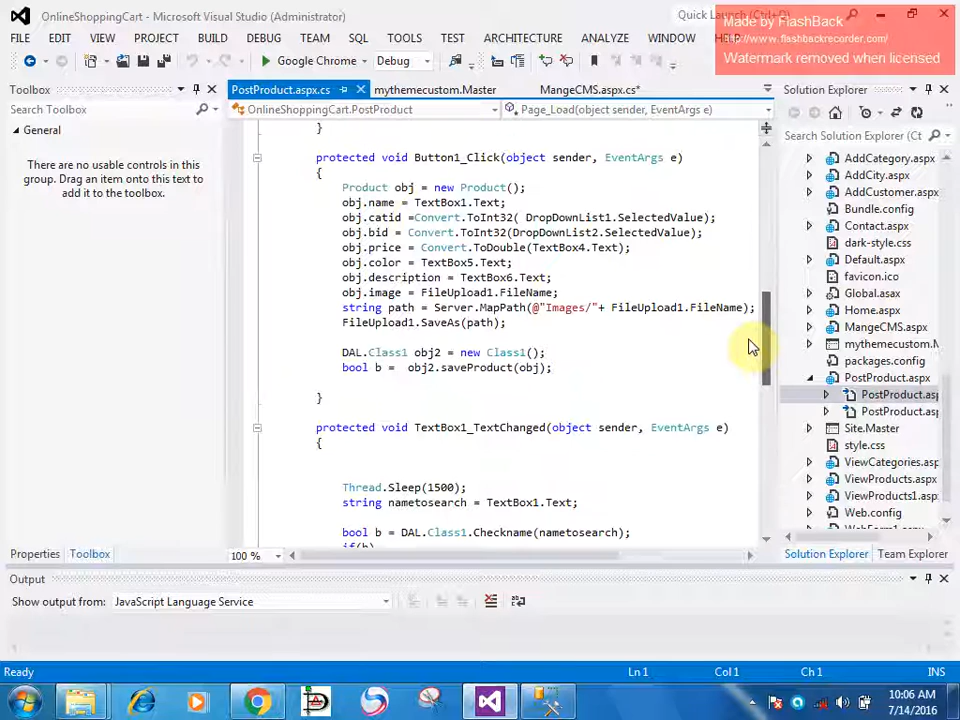 OnlineShoppingCart - Microsoft Visual Studio (Administrator)
Quick Launch (Ctrl+Q)
Made by FlashBack
http://www.flashbackrecorder.com/
Watermark removed when licensed
FILE EDIT VIEW PROJECT BUILD DEBUG TEAM SQL TOOLS TEST ARCHITECTURE ANALYZE WINDOW
Google Chrome Debug
Toolbox
PostProduct.aspx.cs mythemecustom.Master MangeCMS.aspx.cs*
Solution Explorer
Search Toolbox
OnlineShoppingCart.PostProduct
Page_Load(object sender, EventArgs e)
General
There are no usable controls in this
group. Drag an item onto this text to
add it to the toolbox.
}
protected void Button1_Click(object sender, EventArgs e)
{
Product obj = new Product();
obj.name = TextBox1.Text;
obj.catid =Convert.ToInt32( DropDownList1.SelectedValue);
obj.bid = Convert.ToInt32(DropDownList2.SelectedValue);
obj.price = Convert.ToDouble(TextBox4.Text);
obj.color = TextBox5.Text;
obj.description = TextBox6.Text;
obj.image = FileUpload1.FileName;
string path = Server.MapPath(@"Images/"+ FileUpload1.FileName);
FileUpload1.SaveAs(path);
DAL.Class1 obj2 = new Class1();
bool b =  obj2.saveProduct(obj);
}
protected void TextBox1_TextChanged(object sender, EventArgs e)
{
Thread.Sleep(1500);
string nametosearch = TextBox1.Text;
bool b = DAL.Class1.Checkname(nametosearch);
if(b)
Search Solution Explorer (Ct
AddCategory.aspx
AddCity.aspx
AddCustomer.aspx
Bundle.config
Contact.aspx
dark-style.css
Default.aspx
favicon.ico
Global.asax
Home.aspx
MangeCMS.aspx
mythemecustom.M
packages.config
PostProduct.aspx
PostProduct.asp
PostProduct.asp
Site.Master
style.css
ViewCategories.asp
ViewProducts.aspx
ViewProducts1.asp
Web.config
WebForm1.aspx
Properties Toolbox
100 %
Solution Explorer Team Explorer
Output
Show output from: JavaScript Language Service
Ready
Ln 1 Col 1 Ch 1 INS
10:06 AM
7/14/2016